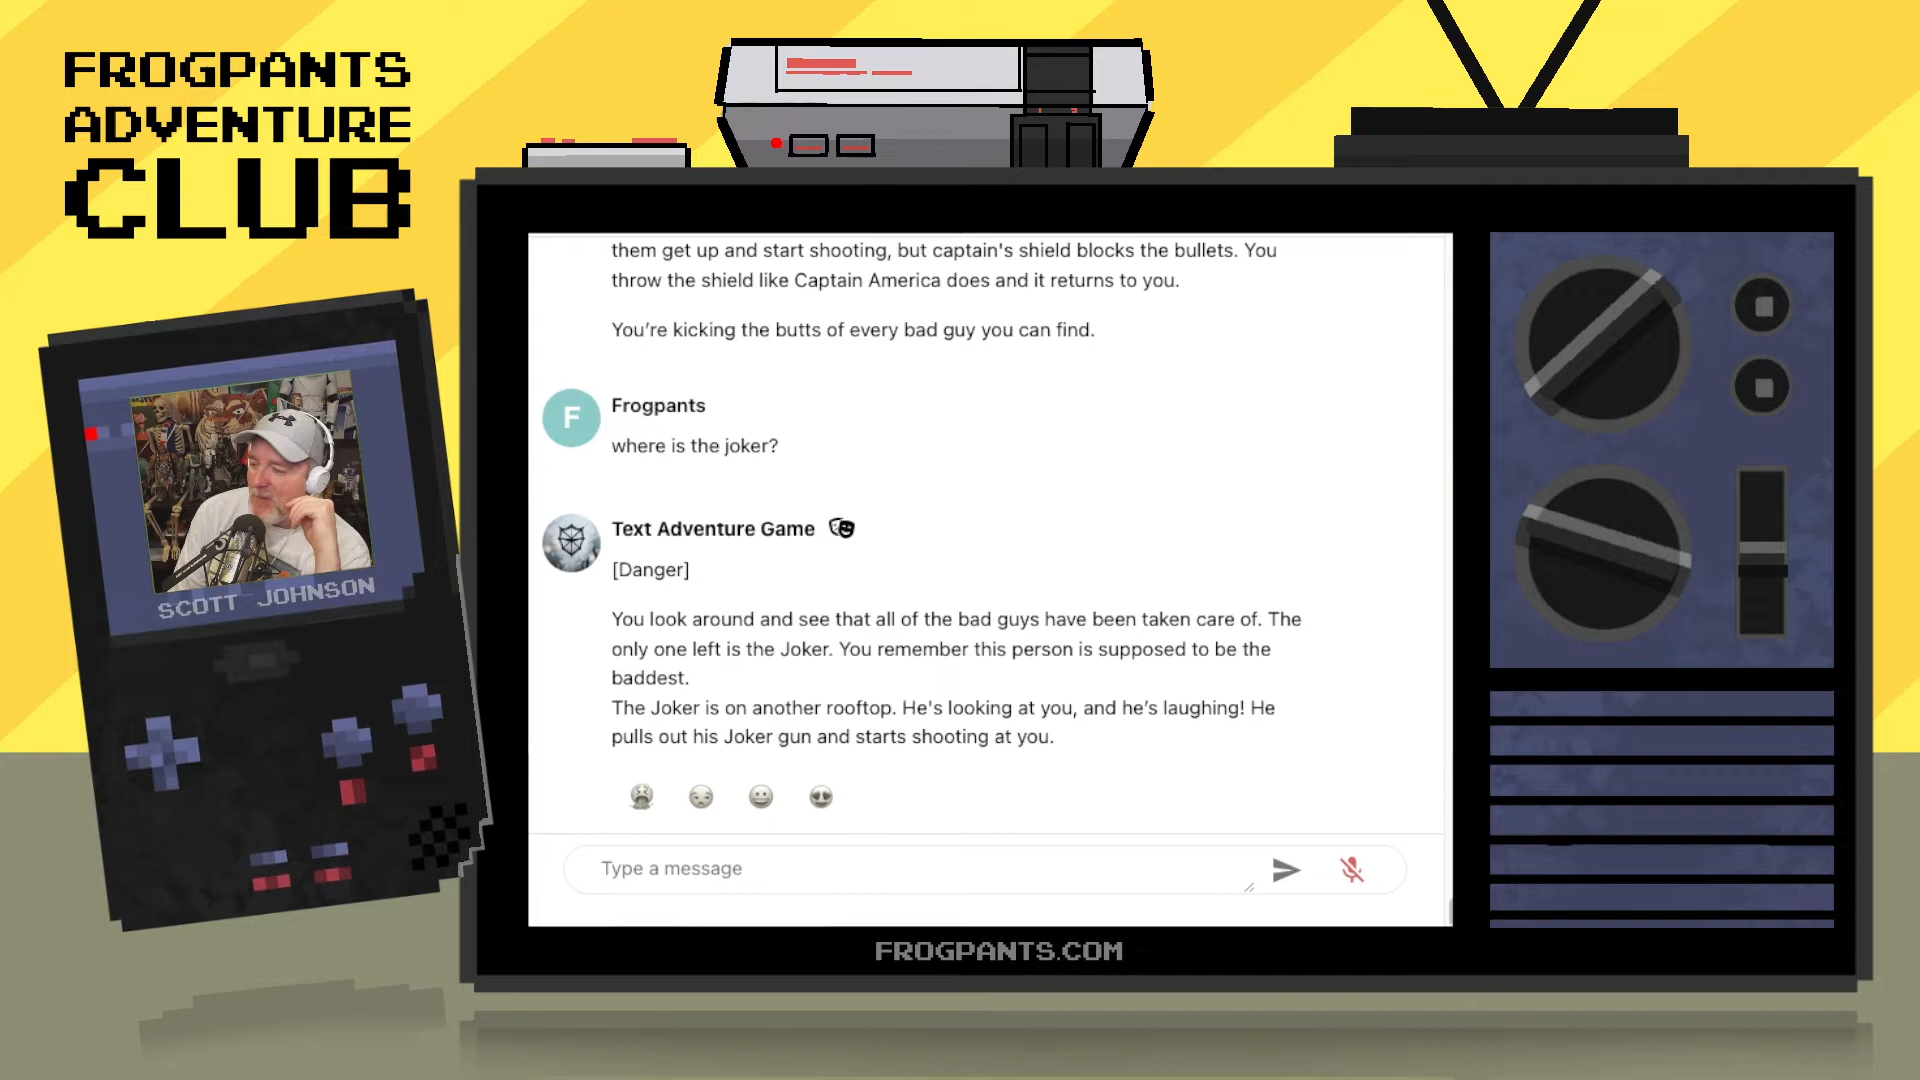 FROGPANTS
ADVENTURE
CLUB
SCOTT JOHNSON
them get up and start shooting, but captain's shield blocks the bullets. You
throw the shield like Captain America does and it returns to you.
You’re kicking the butts of every bad guy you can find.
F
Frogpants
where is the joker?
Text Adventure Game
[Danger]
You look around and see that all of the bad guys have been taken care of. The
only one left is the Joker. You remember this person is supposed to be the
baddest.
The Joker is on another rooftop. He's looking at you, and he’s laughing! He
pulls out his Joker gun and starts shooting at you.
Type a message
FROGPANTS.COM